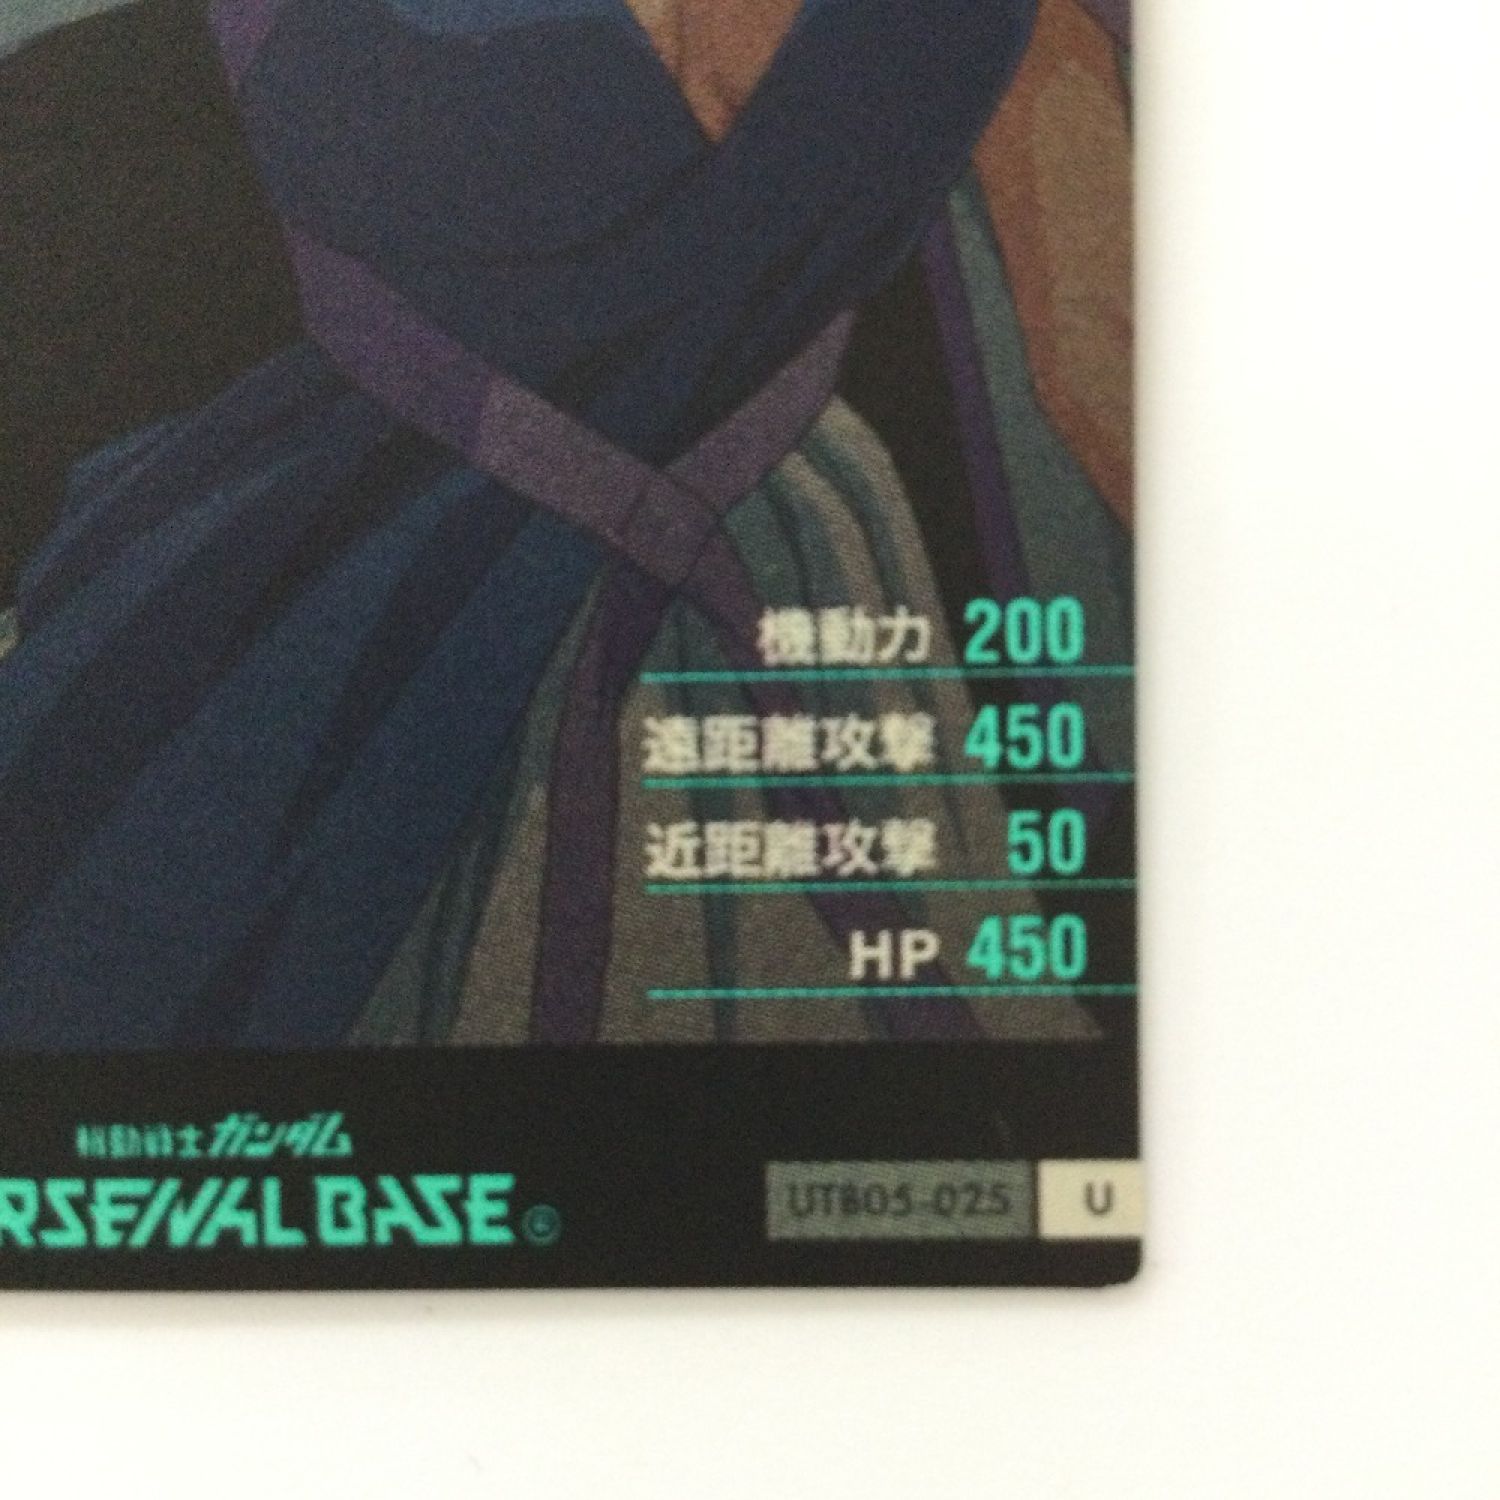 機動力 200
遠距離攻撃 450
近距離攻撃 50
HP 450
機動戦士ガンダム
RSENAL BASE
UTB05-025 U